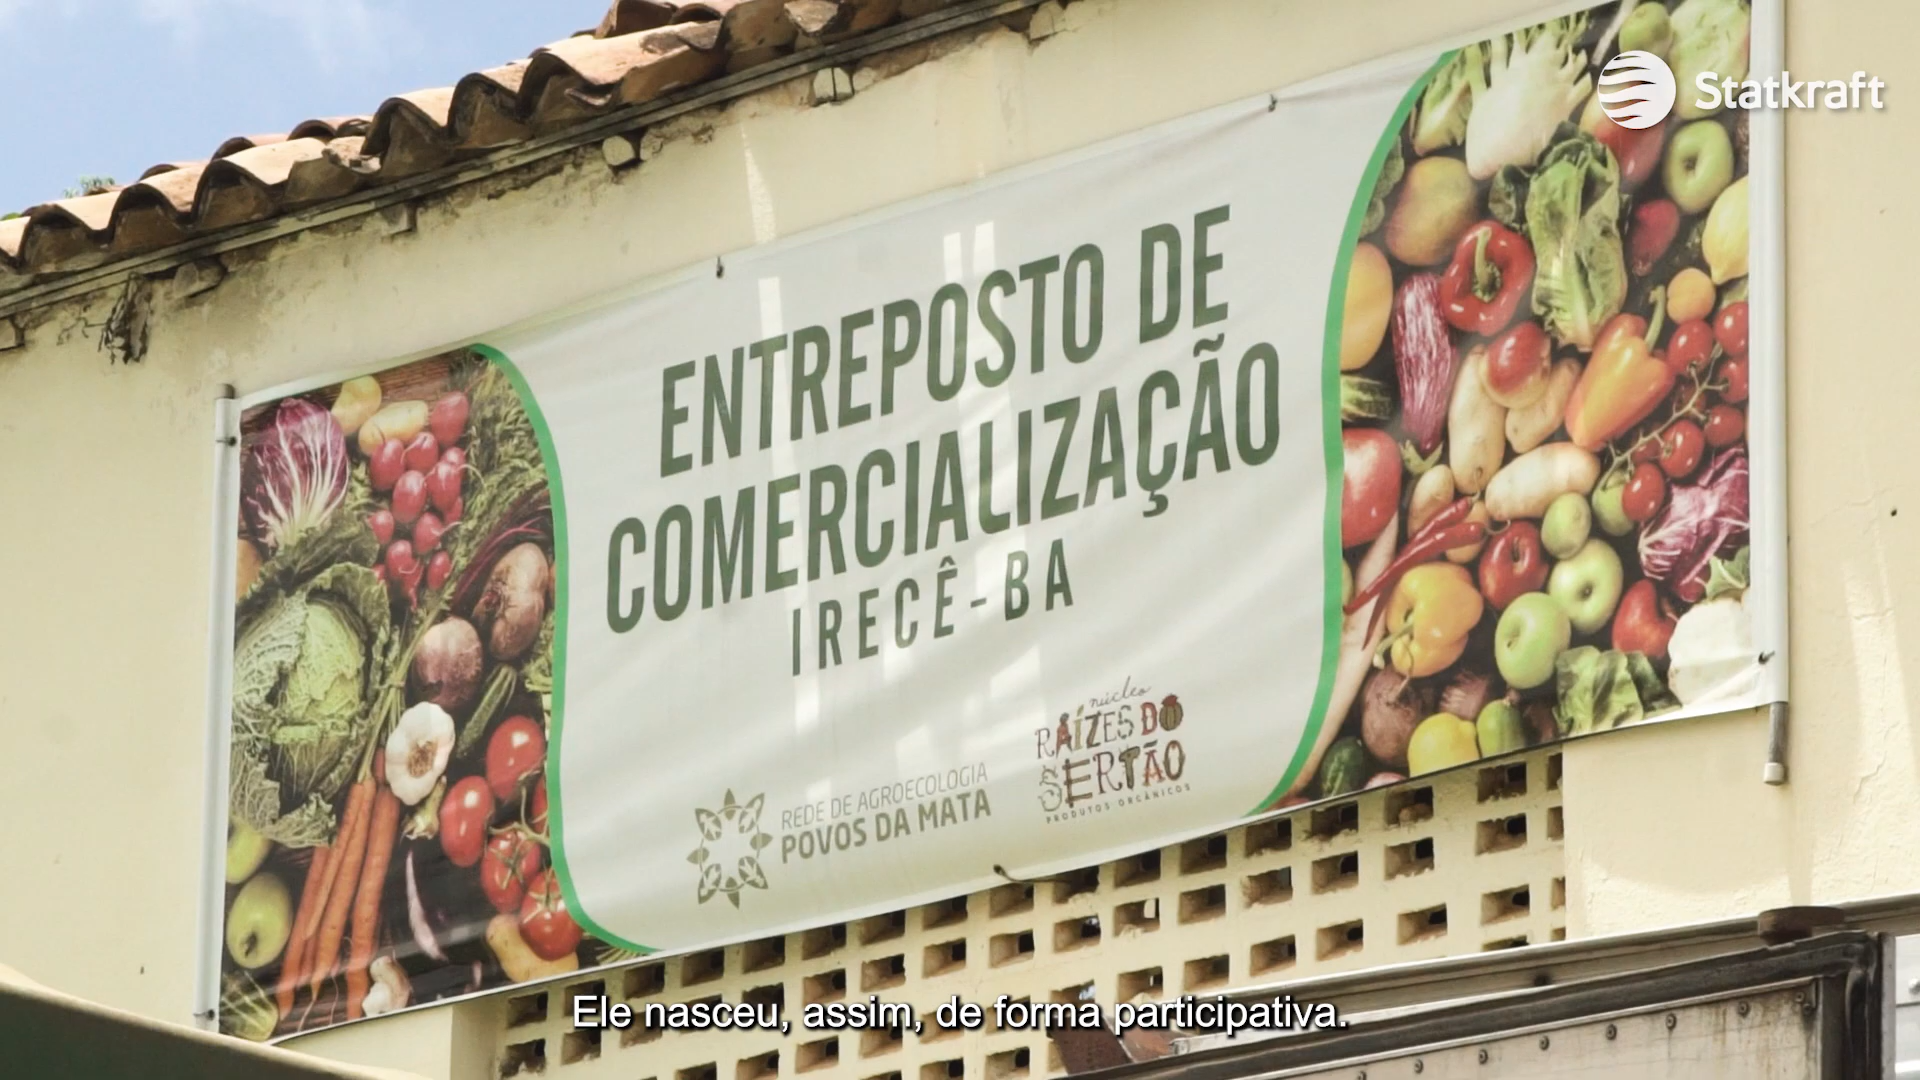 Statkraft
ENTREPOSTO DE
COMERCIALIZAÇÃO
IRECÊ-BA
REDE DE AGROECOLOGIA
POVOS DA MATA
núcleo
RAÍZES DO
SERTÃO
PRODUTOS ORGÂNICOS
Ele nasceu, assim, de forma participativa.